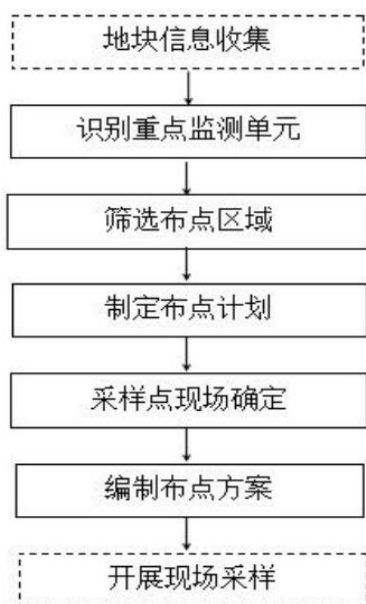 地块信息收集
识别重点监测单元
筛选布点区域
制定布点计划
采样点现场确定
编制布点方案
开展现场采样